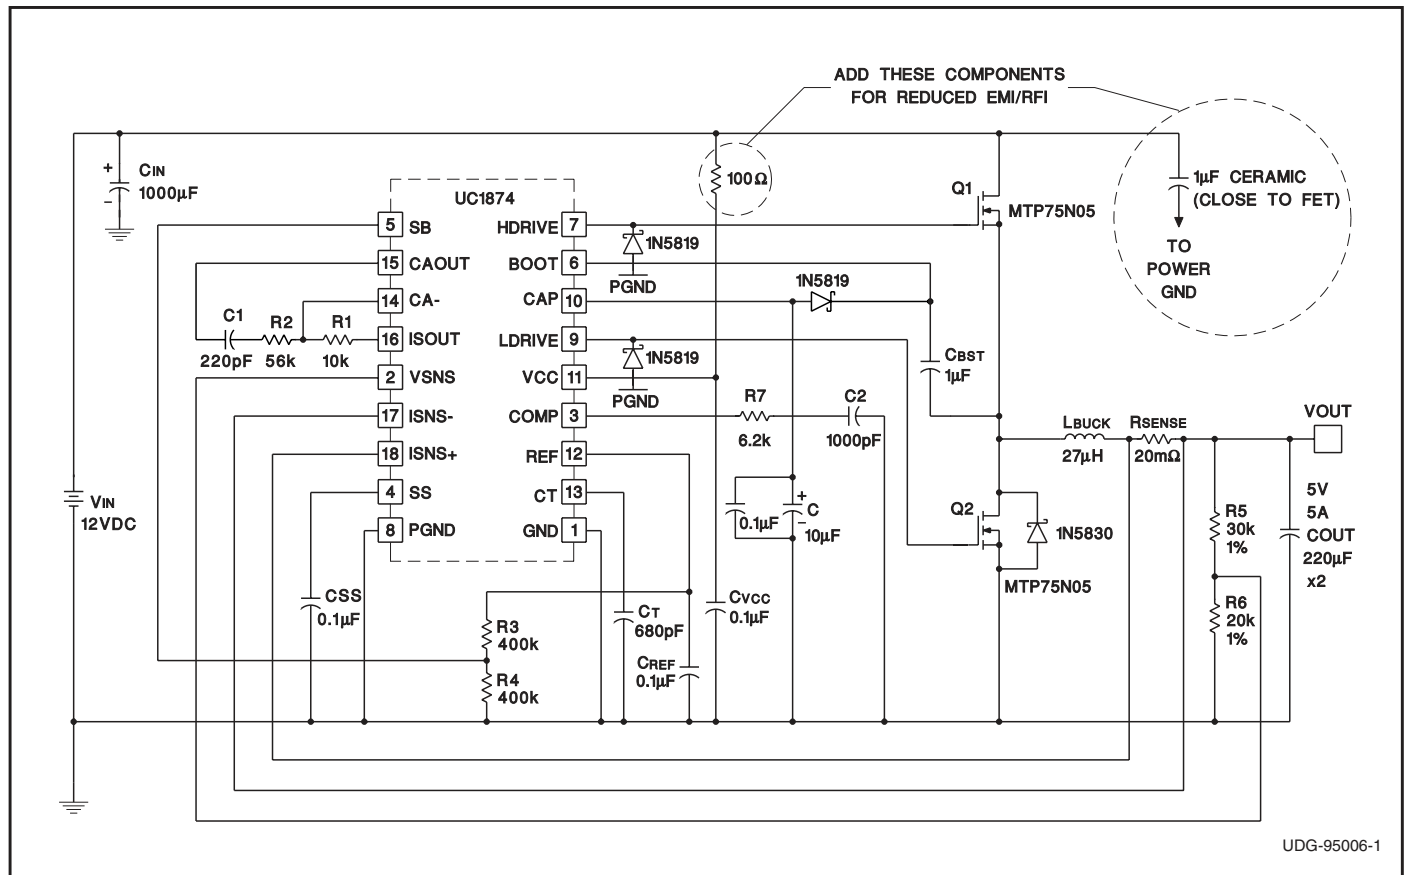 ADD THESE COMPONENTS
FOR REDUCED EMI/RFI
+
CIN
1000µF
-
100Ω
Q1
MTP75N05
1µF CERAMIC
(CLOSE TO FET)
TO
POWER
GND
UC1874
5 SB
HDRIVE 7
1N5819
PGND
15 CAOUT
BOOT 6
1N5819
14 CA-
CAP 10
C1
220pF
R2
56k
R1
10k
16 ISOUT
LDRIVE 9
1N5819
PGND
CBST
1µF
2 VSNS
VCC 11
17 ISNS-
COMP 3
R7
6.2k
C2
1000pF
LBUCK
27µH
RSENSE
20mΩ
VOUT
18 ISNS+
REF 12
4 SS
CT 13
8 PGND
GND 1
VIN
12VDC
0.1µF
+
C
-
10µF
Q2
1N5830
MTP75N05
R5
30k
1%
5V
5A
COUT
220µF
x2
R6
20k
1%
CSS
0.1µF
R3
400k
R4
400k
CT
680pF
CREF
0.1µF
CVCC
0.1µF
UDG-95006-1